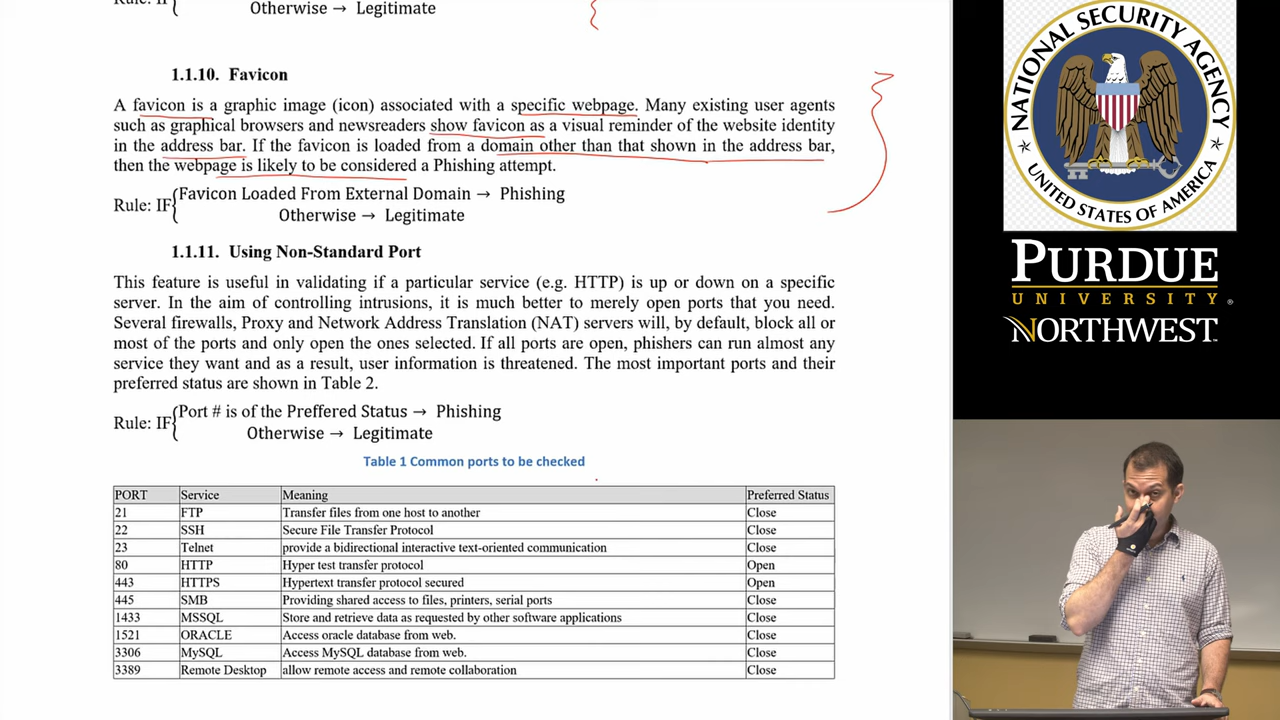 Rule: IF{
Otherwise → Legitimate
1.1.10. Favicon
A favicon is a graphic image (icon) associated with a specific webpage. Many existing user agents
such as graphical browsers and newsreaders show favicon as a visual reminder of the website identity
in the address bar. If the favicon is loaded from a domain other than that shown in the address bar,
then the webpage is likely to be considered a Phishing attempt.
Rule: IF{Favicon Loaded From External Domain → Phishing
Otherwise → Legitimate
1.1.11. Using Non-Standard Port
This feature is useful in validating if a particular service (e.g. HTTP) is up or down on a specific
server. In the aim of controlling intrusions, it is much better to merely open ports that you need.
Several firewalls, Proxy and Network Address Translation (NAT) servers will, by default, block all or
most of the ports and only open the ones selected. If all ports are open, phishers can run almost any
service they want and as a result, user information is threatened. The most important ports and their
preferred status are shown in Table 2.
Rule: IF{Port # is of the Preffered Status → Phishing
Otherwise → Legitimate
Table 1 Common ports to be checked
PORT Service Meaning Preferred Status
21 FTP Transfer files from one host to another Close
22 SSH Secure File Transfer Protocol Close
23 Telnet provide a bidirectional interactive text-oriented communication Close
80 HTTP Hyper test transfer protocol Open
443 HTTPS Hypertext transfer protocol secured Open
445 SMB Providing shared access to files, printers, serial ports Close
1433 MSSQL Store and retrieve data as requested by other software applications Close
1521 ORACLE Access oracle database from web. Close
3306 MySQL Access MySQL database from web. Close
3389 Remote Desktop allow remote access and remote collaboration Close
NATIONAL SECURITY AGENCY
UNITED STATES OF AMERICA
PURDUE
UNIVERSITY®
NORTHWEST™